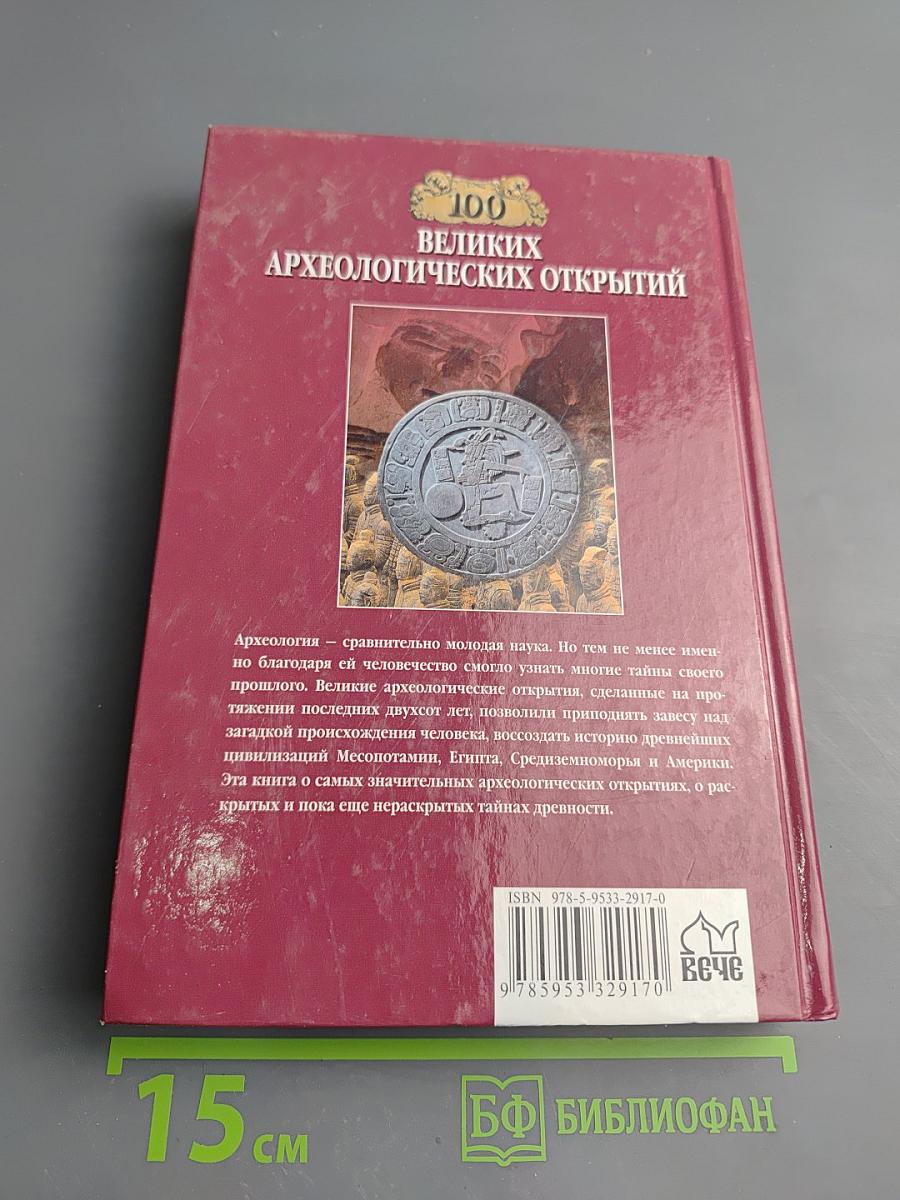 100
ВЕЛИКИХ
АРХЕОЛОГИЧЕСКИХ ОТКРЫТИЙ
Археология – сравнительно молодая наука. Но тем не менее имен-
но благодаря ей человечество смогло узнать многие тайны своего
прошлого. Великие археологические открытия, сделанные на про-
тяжении последних двухсот лет, позволили приподнять завесу над
загадкой происхождения человека, воссоздать историю древнейших
цивилизаций Месопотамии, Египта, Средиземноморья и Америки.
Эта книга о самых значительных археологических открытиях, о рас-
крытых и пока еще нераскрытых тайнах древности.
ISBN 978-5-9533-2917-0
9 785953 329170
ВЕЧЕ
15 см
БФ БИБЛИОФАН